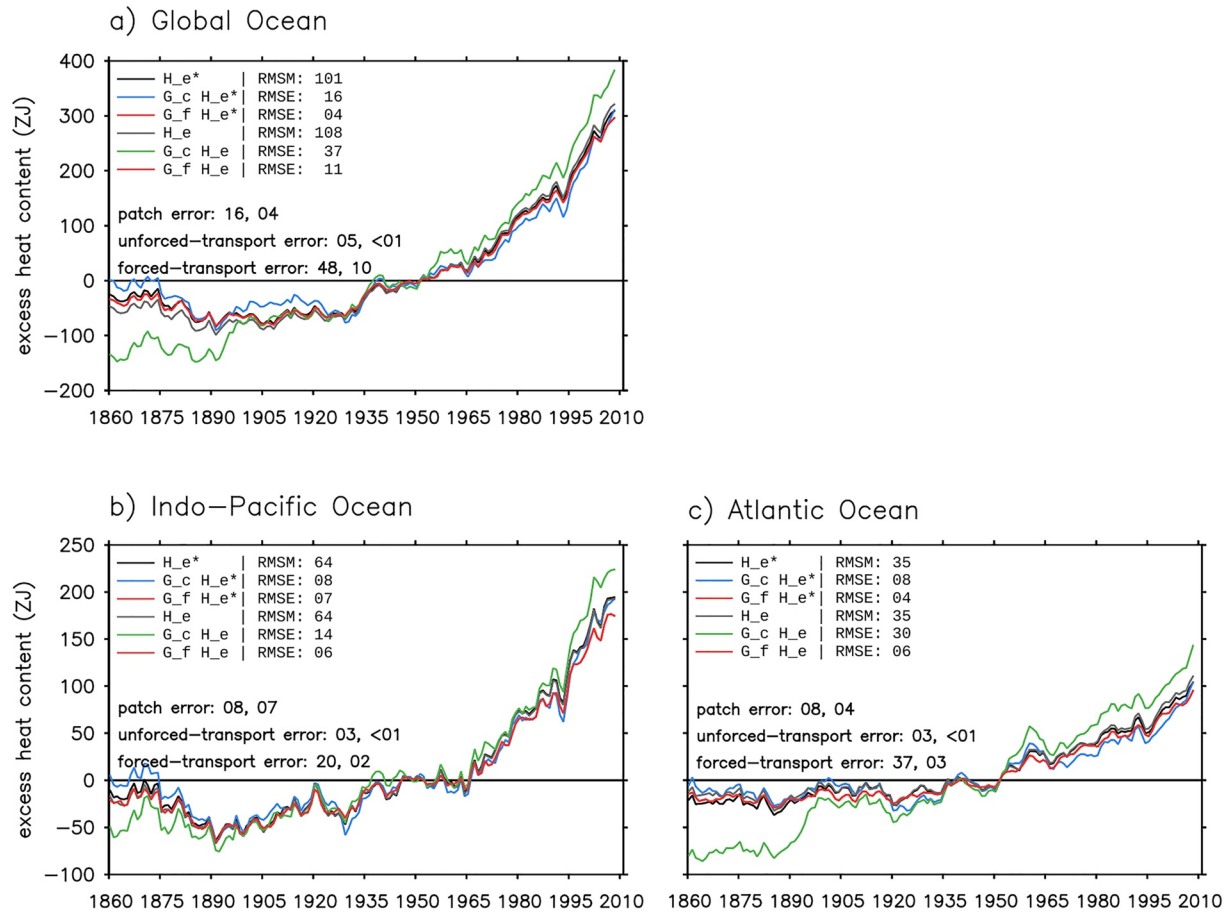 a) Global Ocean
excess heat content (ZJ)
400
300
200
100
0
−100
−200
H_e* | RMSM: 101
G_c H_e*| RMSE: 16
G_f H_e*| RMSE: 04
H_e | RMSM: 108
G_c H_e | RMSE: 37
G_f H_e | RMSE: 11
patch error: 16, 04
unforced−transport error: 05, <01
forced−transport error: 48, 10
1860 1875 1890 1905 1920 1935 1950 1965 1980 1995 2010
b) Indo−Pacific Ocean
excess heat content (ZJ)
250
200
150
100
50
0
−50
−100
H_e* | RMSM: 64
G_c H_e*| RMSE: 08
G_f H_e*| RMSE: 07
H_e | RMSM: 64
G_c H_e | RMSE: 14
G_f H_e | RMSE: 06
patch error: 08, 07
unforced−transport error: 03, <01
forced−transport error: 20, 02
1860 1875 1890 1905 1920 1935 1950 1965 1980 1995 2010
c) Atlantic Ocean
H_e* | RMSM: 35
G_c H_e*| RMSE: 08
G_f H_e*| RMSE: 04
H_e | RMSM: 35
G_c H_e | RMSE: 30
G_f H_e | RMSE: 06
patch error: 08, 04
unforced−transport error: 03, <01
forced−transport error: 37, 03
1860 1875 1890 1905 1920 1935 1950 1965 1980 1995 2010